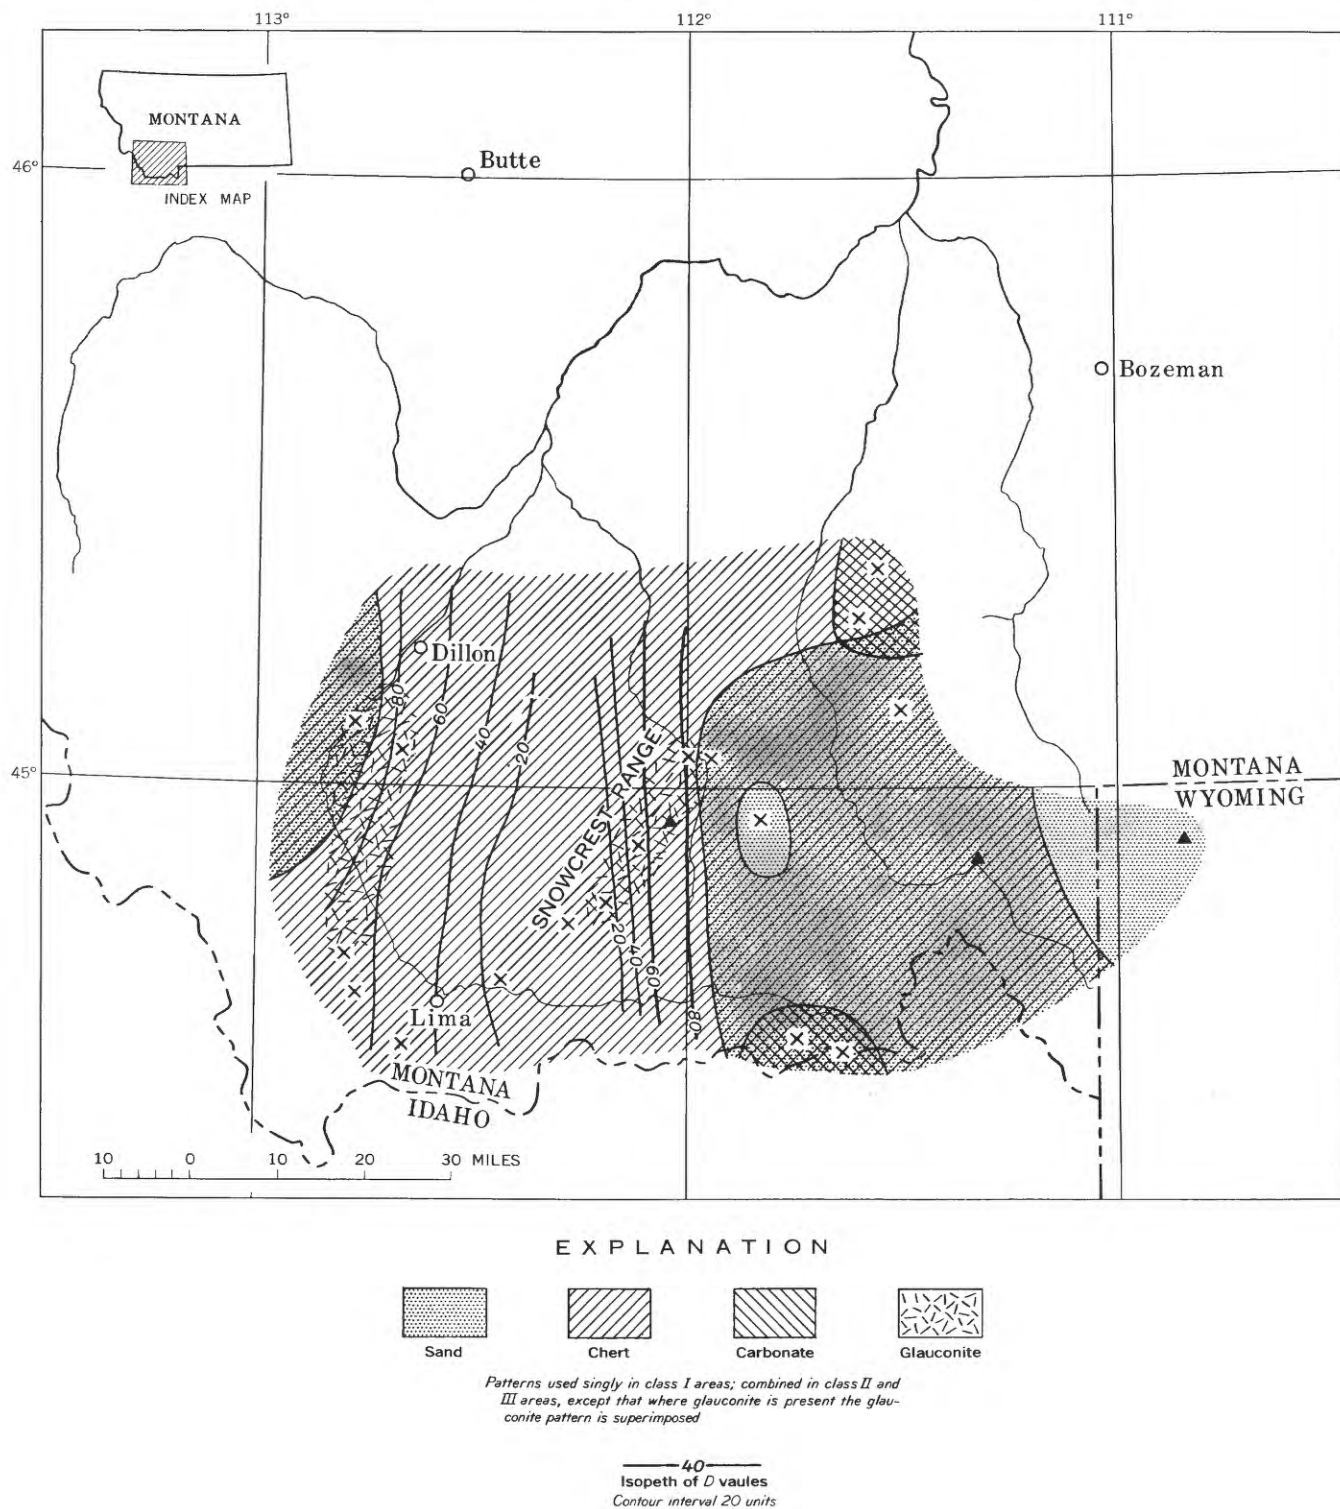 113° 112° 111°
MONTANA
46°
Butte
INDEX MAP
Bozeman
Dillon
80
60
40
20
SNOWCREST RANGE
45°
MONTANA
WYOMING
20
40
60
80
Lima
MONTANA
IDAHO
10 0 10 20 30 MILES
EXPLANATION
Sand Chert Carbonate Glauconite
Patterns used singly in class I areas; combined in class II and
III areas, except that where glauconite is present the glau-
conite pattern is superimposed
40
Isopeth of D vaules
Contour interval 20 units